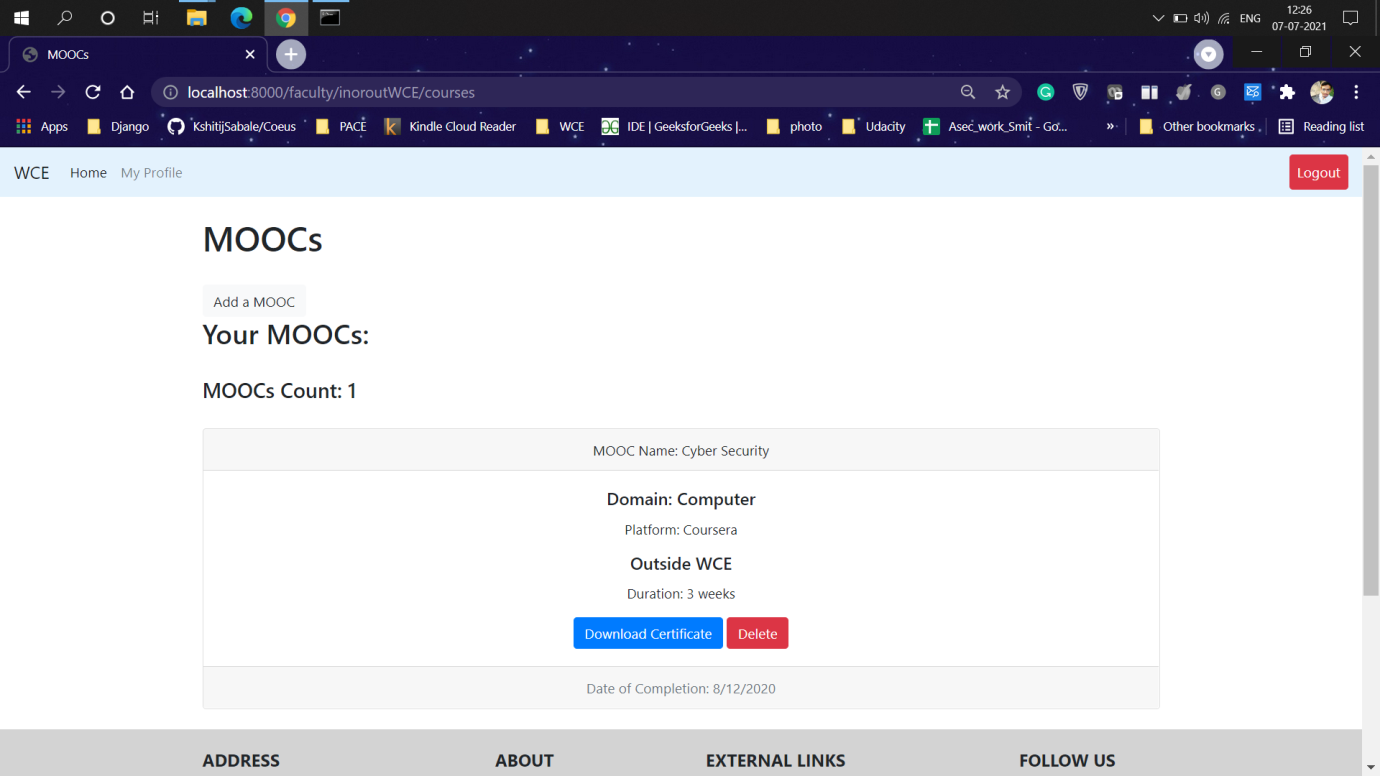 ENG
12:26
07-07-2021
MOOCs
localhost:8000/faculty/inoroutWCE/courses
Apps Django KshitijSabale/Coeus PACE Kindle Cloud Reader WCE IDE | GeeksforGeeks |... photo Udacity Asec_work_Smit - Go... » Other bookmarks Reading list
WCE Home My Profile Logout
MOOCs
Add a MOOC
Your MOOCs:
MOOCs Count: 1
MOOC Name: Cyber Security
Domain: Computer
Platform: Coursera
Outside WCE
Duration: 3 weeks
Download Certificate Delete
Date of Completion: 8/12/2020
ADDRESS ABOUT EXTERNAL LINKS FOLLOW US